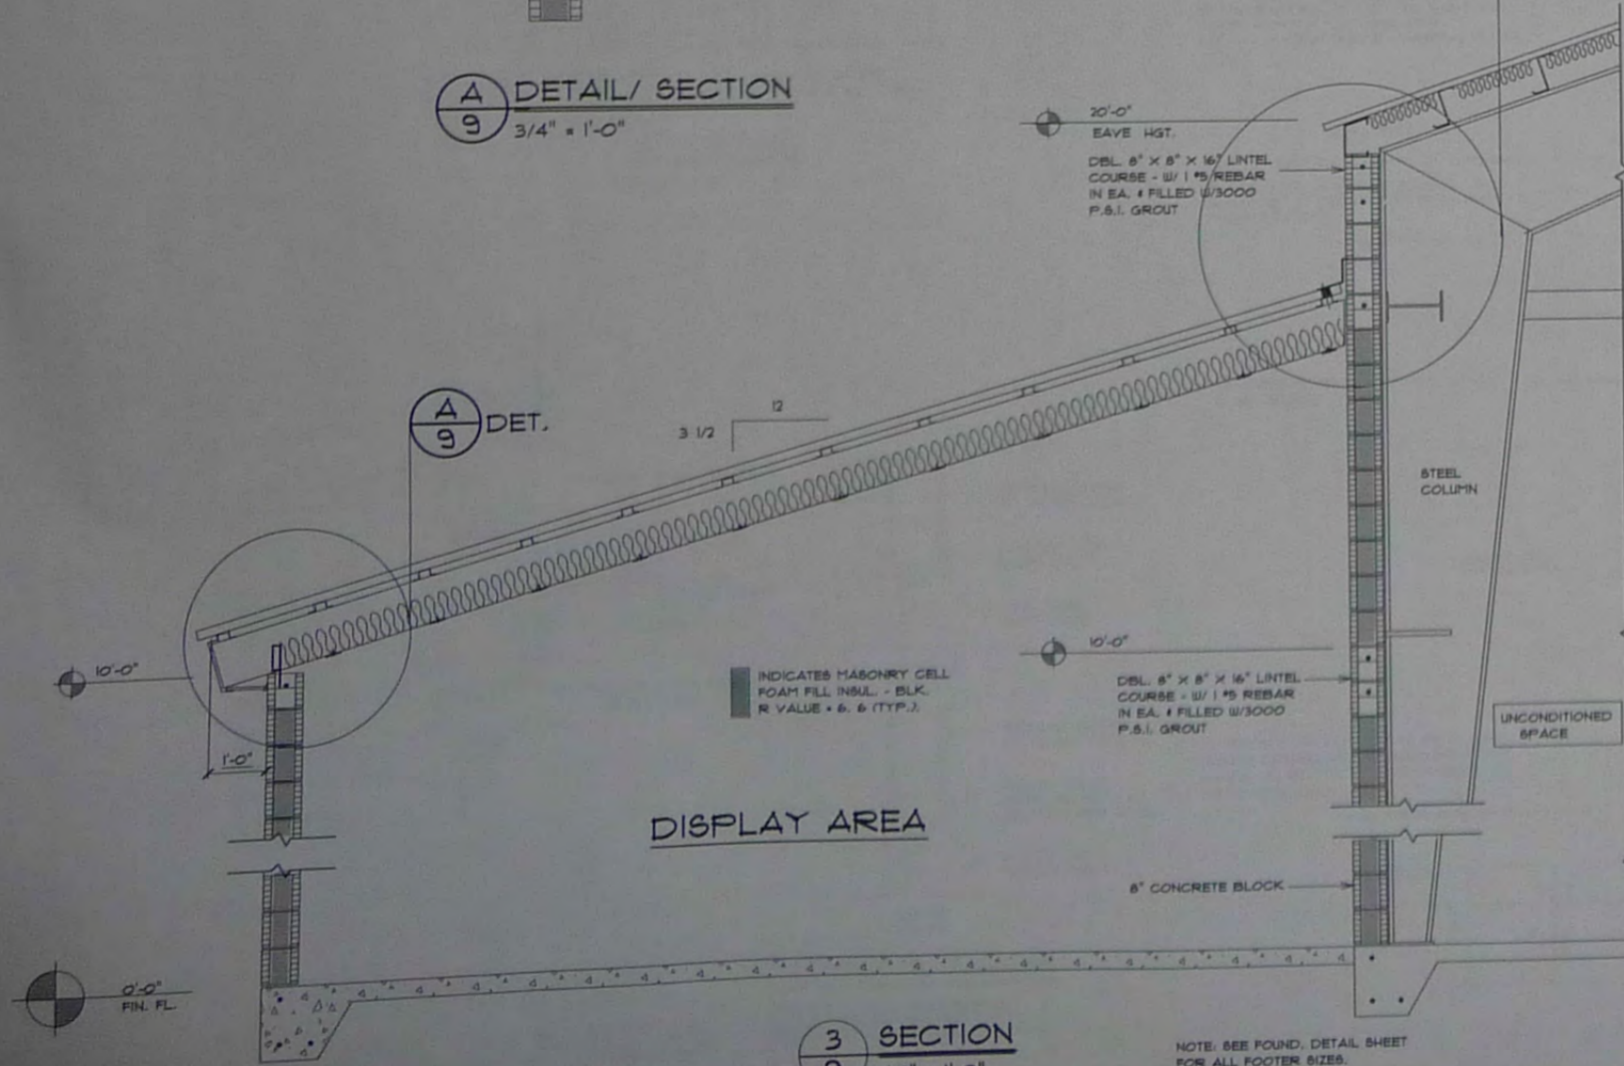 A
9
DETAIL/ SECTION
3/4" = 1'-0"
20'-0"
EAVE HGT.
DBL. 8" X 8" X 16" LINTEL
COURSE - W/ 1 #5 REBAR
IN EA. & FILLED W/3000
P.S.I. GROUT
A
9
DET.
12
3 1/2
STEEL
COLUMN
10'-0"
10'-0"
INDICATES MASONRY CELL
FOAM FILL INSUL. - BLK.
R VALUE = 6.6 (TYP.).
DBL. 8" X 8" X 16" LINTEL
COURSE - W/ 1 #5 REBAR
IN EA. & FILLED W/3000
P.S.I. GROUT
UNCONDITIONED
SPACE
1'-0"
DISPLAY AREA
8" CONCRETE BLOCK
0'-0"
FIN. FL.
3
SECTION
NOTE: SEE FOUND. DETAIL SHEET
FOR ALL FOOTER SIZES.